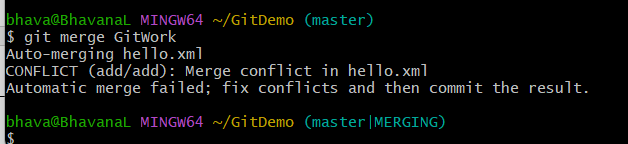 bhava@BhavanaL MINGW64 ~/GitDemo (master)
$ git merge GitWork
Auto-merging hello.xml
CONFLICT (add/add): Merge conflict in hello.xml
Automatic merge failed; fix conflicts and then commit the result.
bhava@BhavanaL MINGW64 ~/GitDemo (master|MERGING)
$